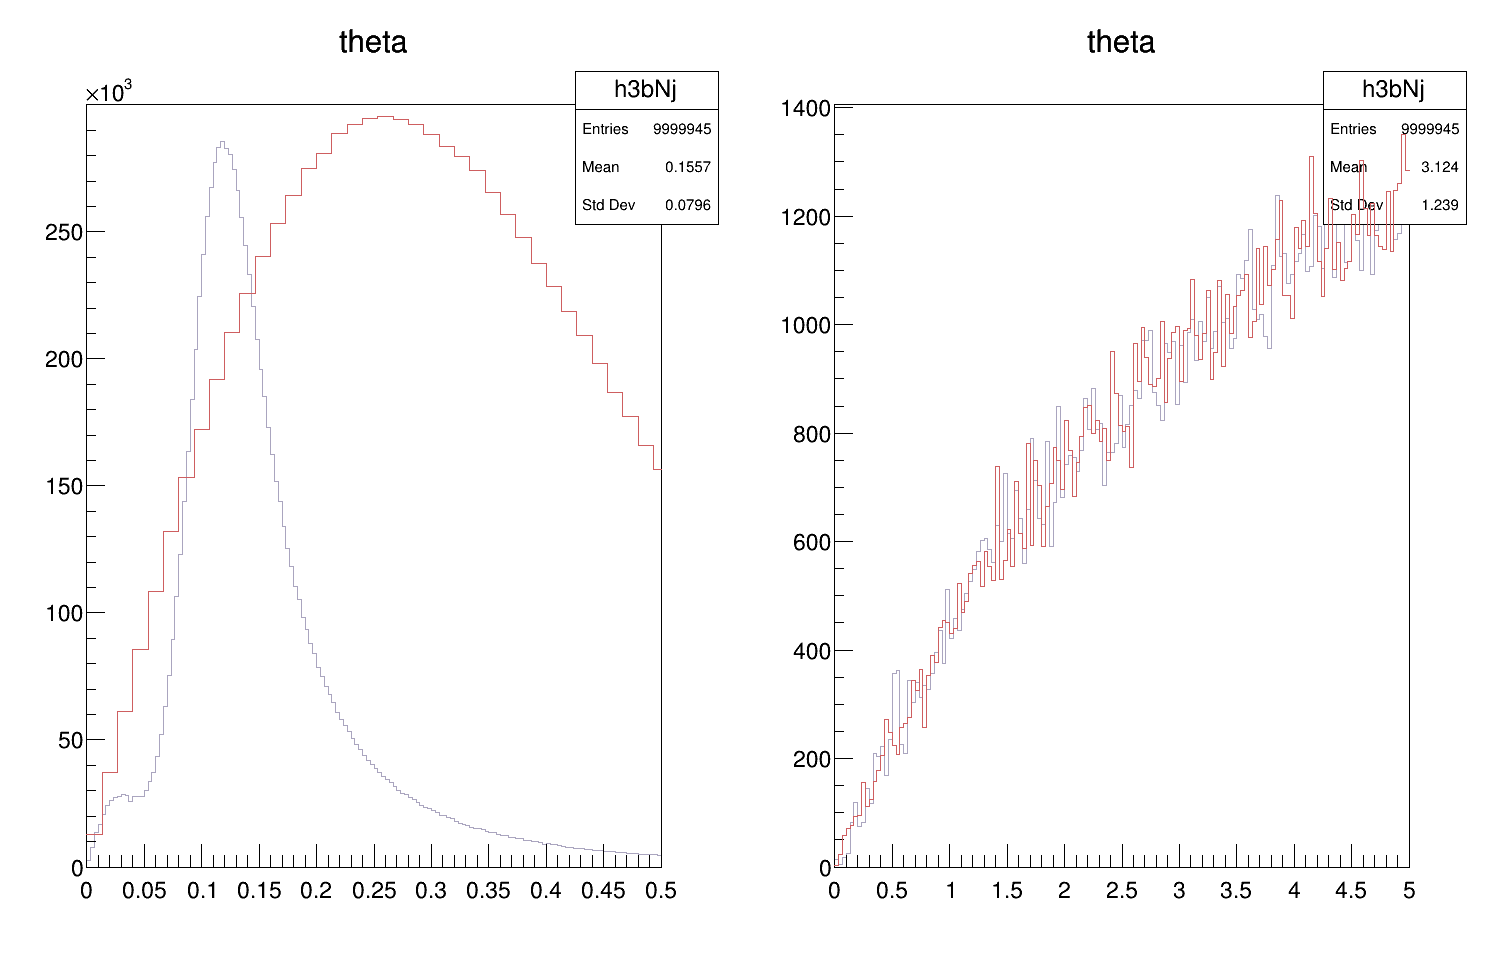 theta
×10³
h3bNj
Entries 9999945
Mean 0.1557
Std Dev 0.0796
250
200
150
100
50
0
0 0.05 0.1 0.15 0.2 0.25 0.3 0.35 0.4 0.45 0.5
theta
h3bNj
Entries 9999945
Mean 3.124
Std Dev 1.239
1400
1200
1000
800
600
400
200
0
0 0.5 1 1.5 2 2.5 3 3.5 4 4.5 5